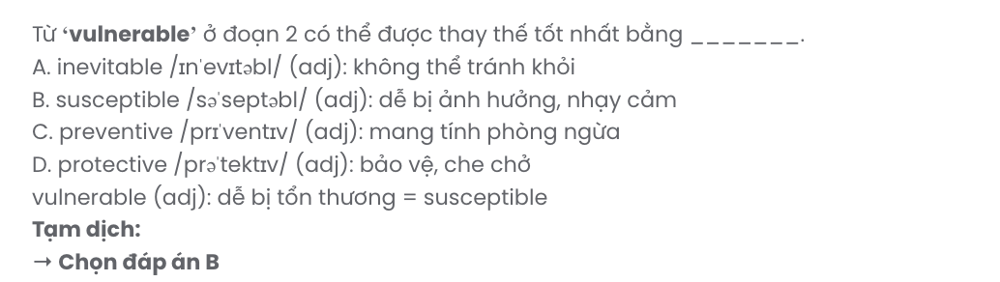 Từ ‘vulnerable’ ở đoạn 2 có thể được thay thế tốt nhất bằng _______.
A. inevitable /ɪnˈevɪtəbl/ (adj): không thể tránh khỏi
B. susceptible /səˈseptəbl/ (adj): dễ bị ảnh hưởng, nhạy cảm
C. preventive /prɪˈventɪv/ (adj): mang tính phòng ngừa
D. protective /prəˈtektɪv/ (adj): bảo vệ, che chở
vulnerable (adj): dễ bị tổn thương = susceptible
Tạm dịch:
→ Chọn đáp án B